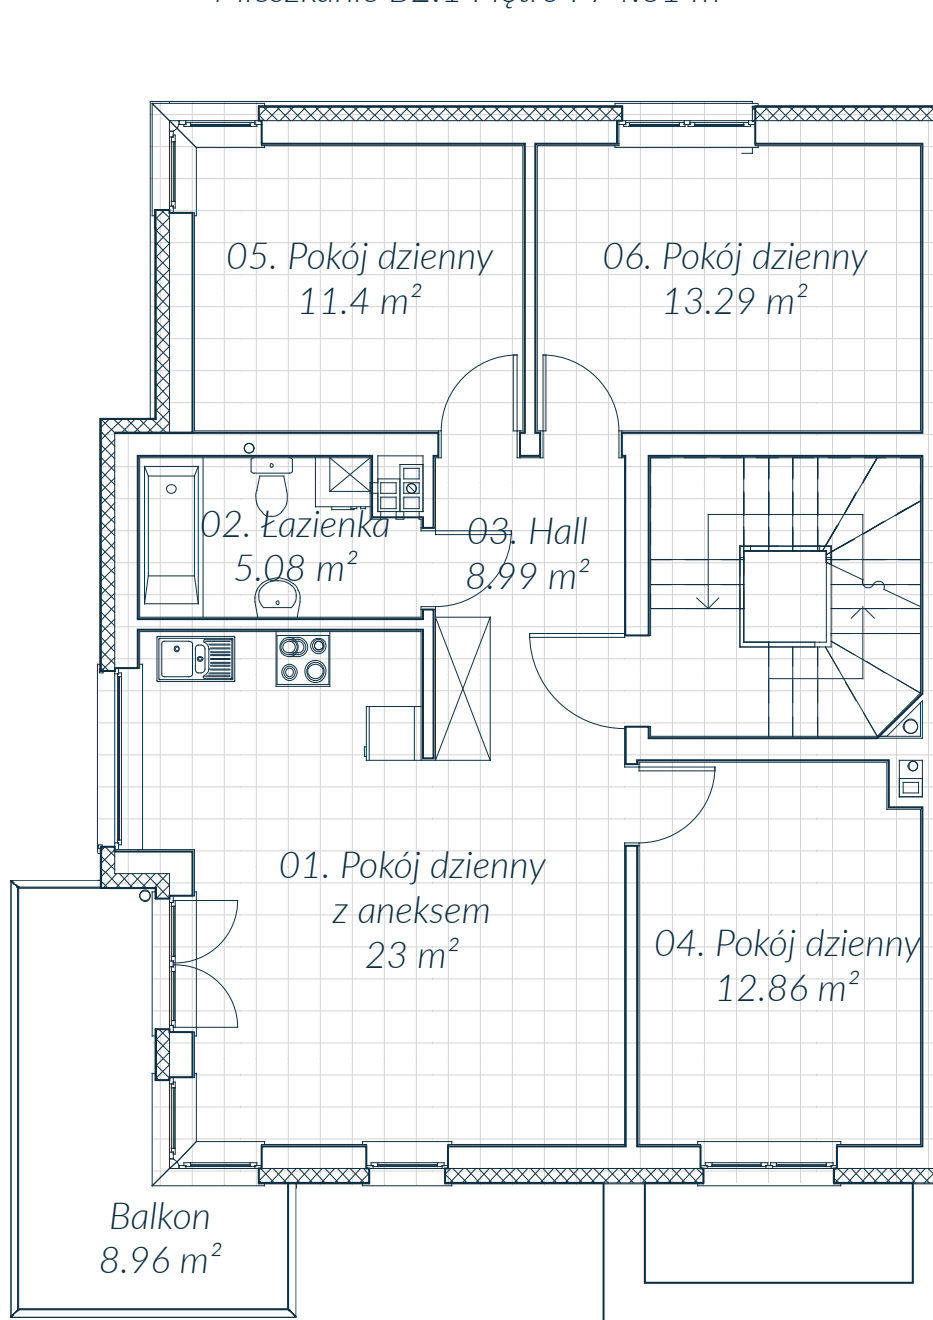 05. Pokój dzienny
11.4 m²
06. Pokój dzienny
13.29 m²
02. Łazienka
5.08 m²
03. Hall
8.99 m²
01. Pokój dzienny
z aneksem
23 m²
04. Pokój dzienny
12.86 m²
Balkon
8.96 m²